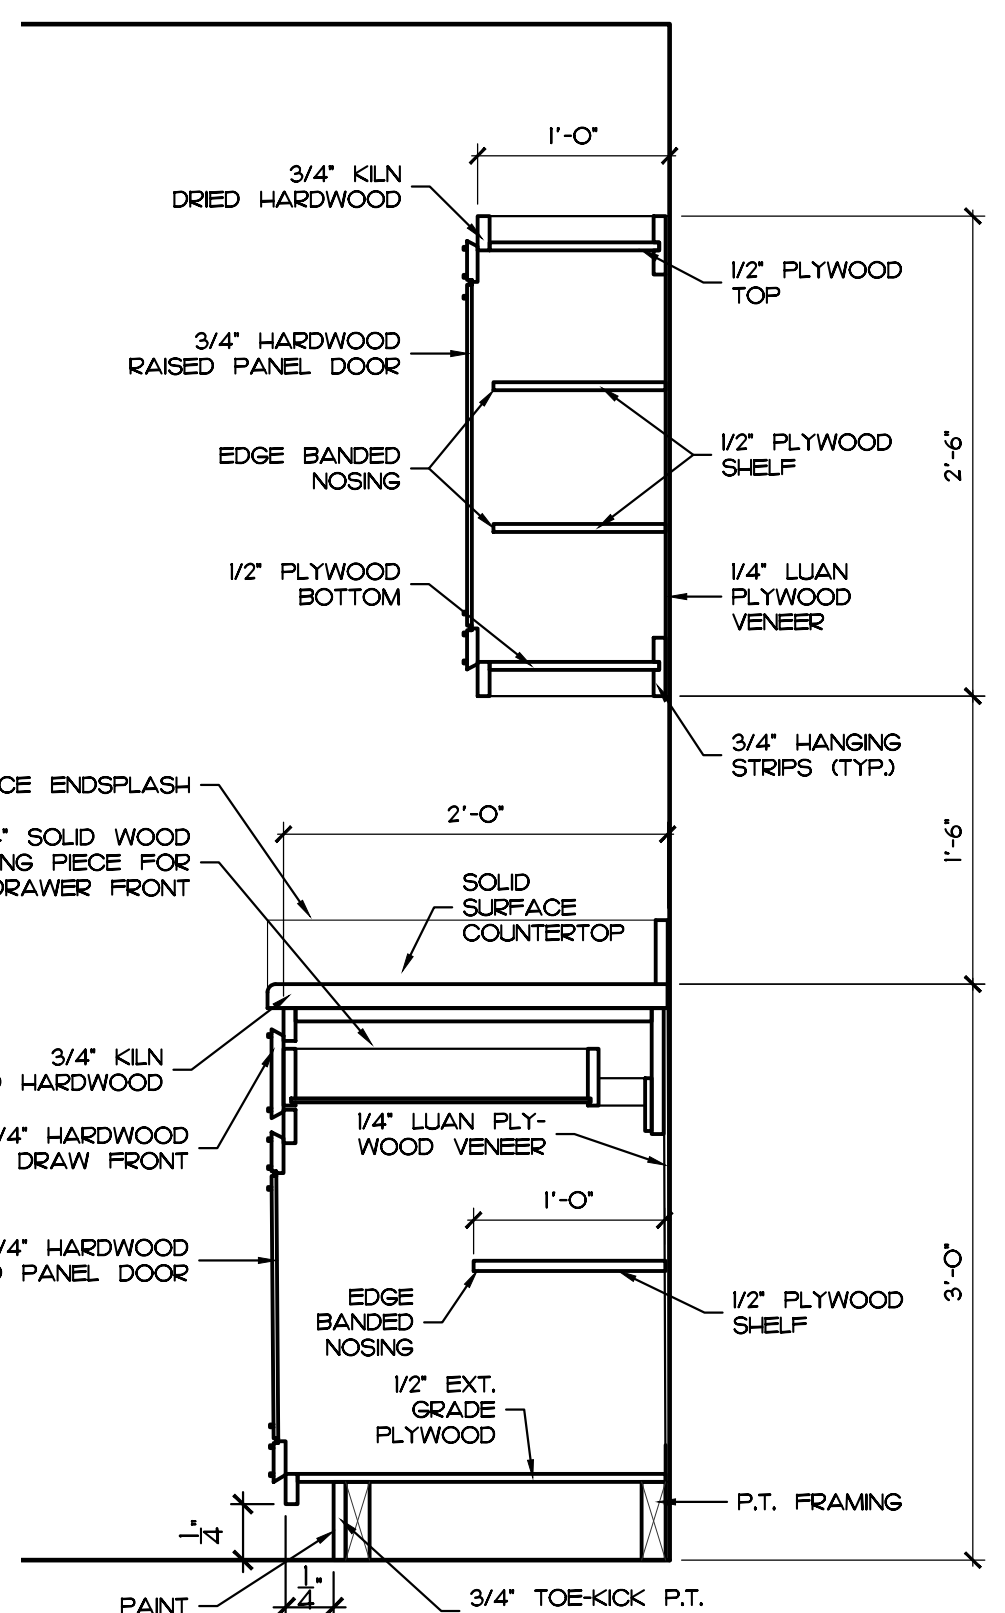 1'-0"
3/4" KILN
DRIED HARDWOOD
1/2" PLYWOOD
TOP
3/4" HARDWOOD
RAISED PANEL DOOR
EDGE BANDED
NOSING
1/2" PLYWOOD
SHELF
2'-6"
1/2" PLYWOOD
BOTTOM
1/4" LUAN
PLYWOOD
VENEER
3/4" HANGING
STRIPS (TYP.)
ENDSPLASH
2'-0"
SOLID WOOD
PIECE FOR
DRAWER FRONT
1'-6"
SOLID
SURFACE
COUNTERTOP
3/4" KILN
HARDWOOD
/4" HARDWOOD
DRAW FRONT
1/4" LUAN PLY-
WOOD VENEER
1'-0"
/4" HARDWOOD
PANEL DOOR
EDGE
BANDED
NOSING
1/2" PLYWOOD
SHELF
3'-0"
1/2" EXT.
GRADE
PLYWOOD
P.T. FRAMING
1/4"
1/4"
PAINT
3/4" TOE-KICK P.T.